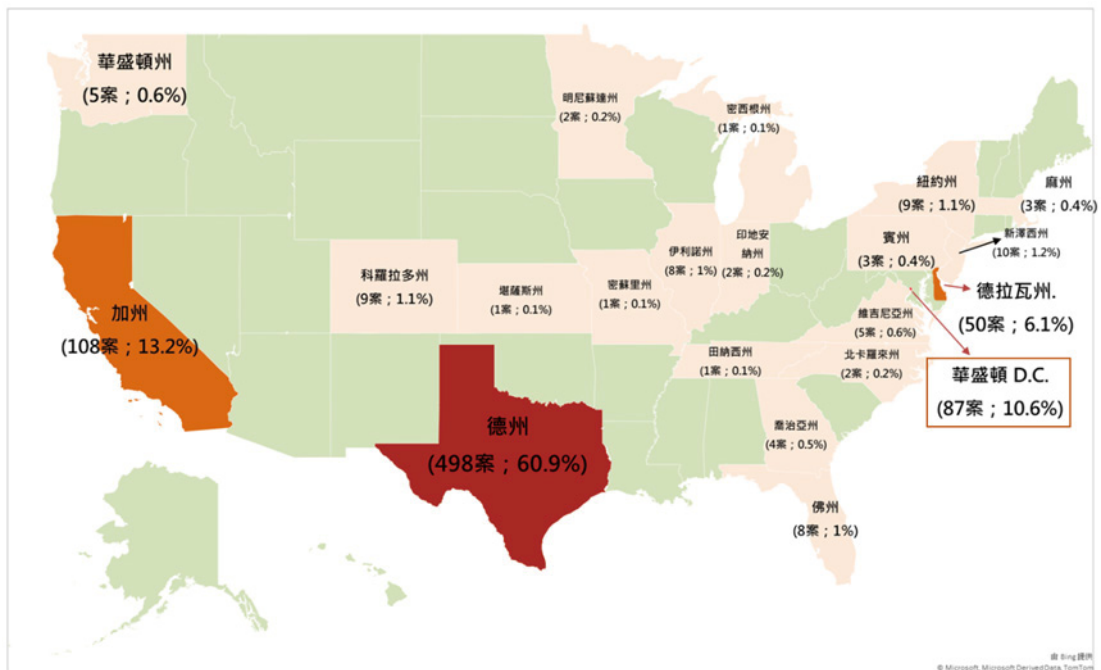 華盛頓州
(5案；0.6%)
明尼蘇達州
(2案；0.2%)
密西根州
(1案；0.1%)
紐約州
(9案；1.1%)
麻州
(3案；0.4%)
賓州
(3案；0.4%)
新澤西州
(10案；1.2%)
伊利諾州
(8案；1%)
印地安
納州
(2案；0.2%)
科羅拉多州
(9案；1.1%)
堪薩斯州
(1案；0.1%)
密蘇里州
(1案；0.1%)
德拉瓦州.
(50案；6.1%)
加州
(108案；13.2%)
維吉尼亞州
(5案；0.6%)
田納西州
(1案；0.1%)
北卡羅來州
(2案；0.2%)
華盛頓 D.C.
(87案；10.6%)
德州
(498案；60.9%)
喬治亞州
(4案；0.5%)
佛州
(8案；1%)
由 Bing 提供
© Microsoft, Microsoft DerivedData, TomTom